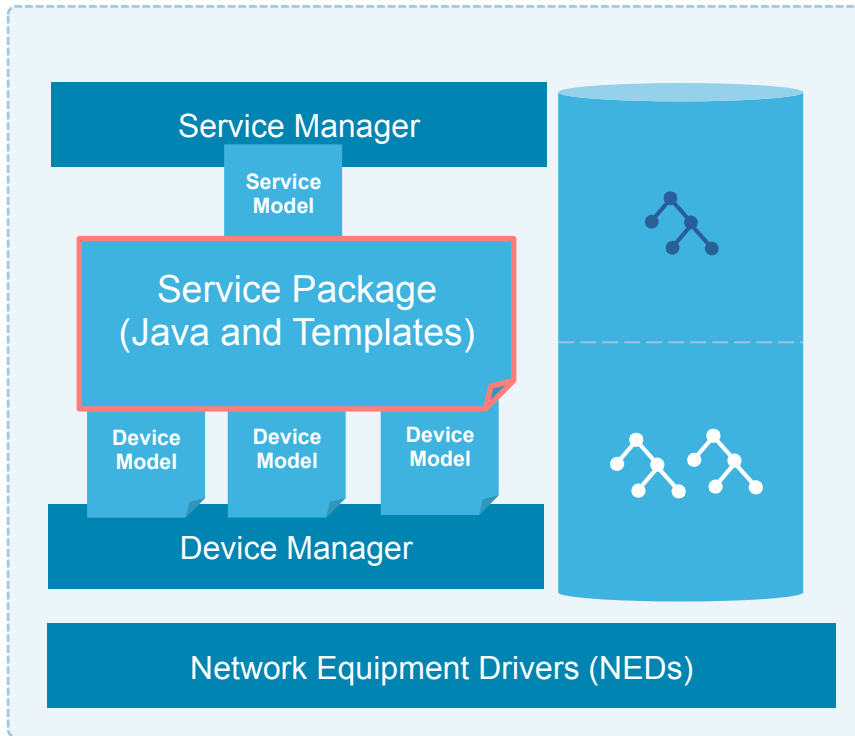 Service Manager
Service
Model
Service Package
(Java and Templates)
Device
Model
Device
Model
Device
Model
Device Manager
Network Equipment Drivers (NEDs)